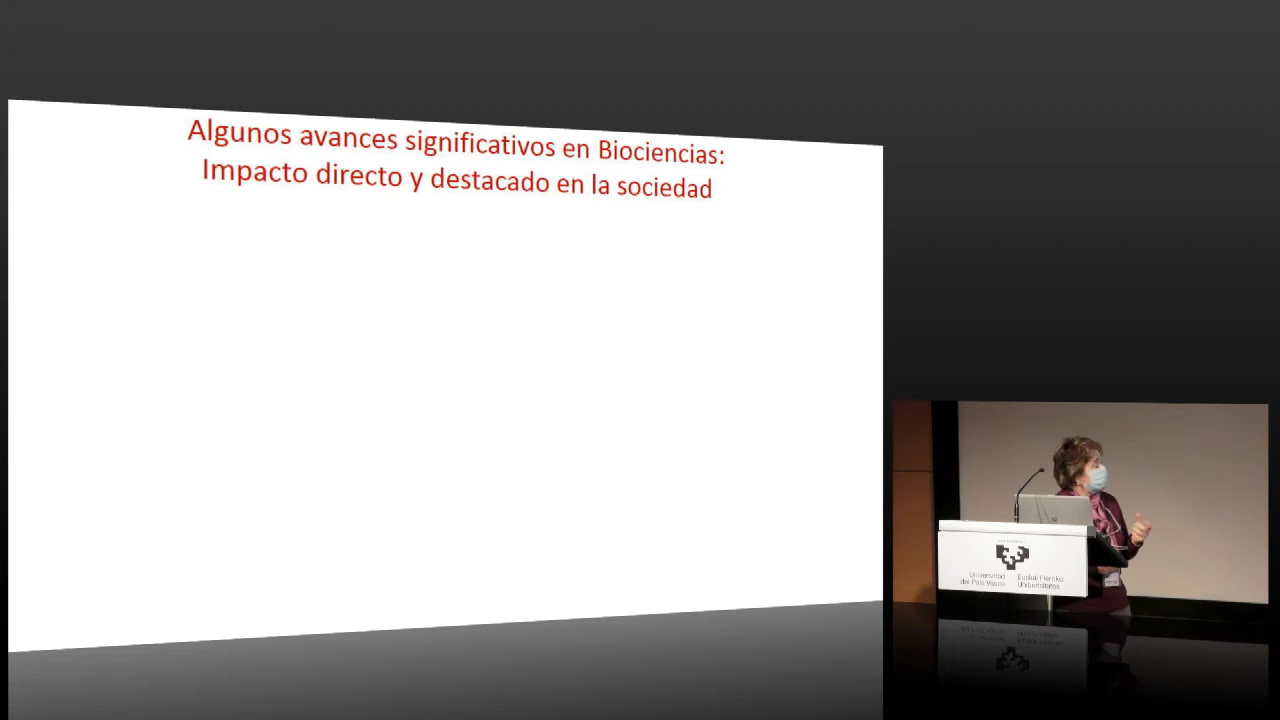 Algunos avances significativos en Biociencias:
Impacto directo y destacado en la sociedad
Universidad
del País Vasco
Euskal Herriko
Unibertsitatea